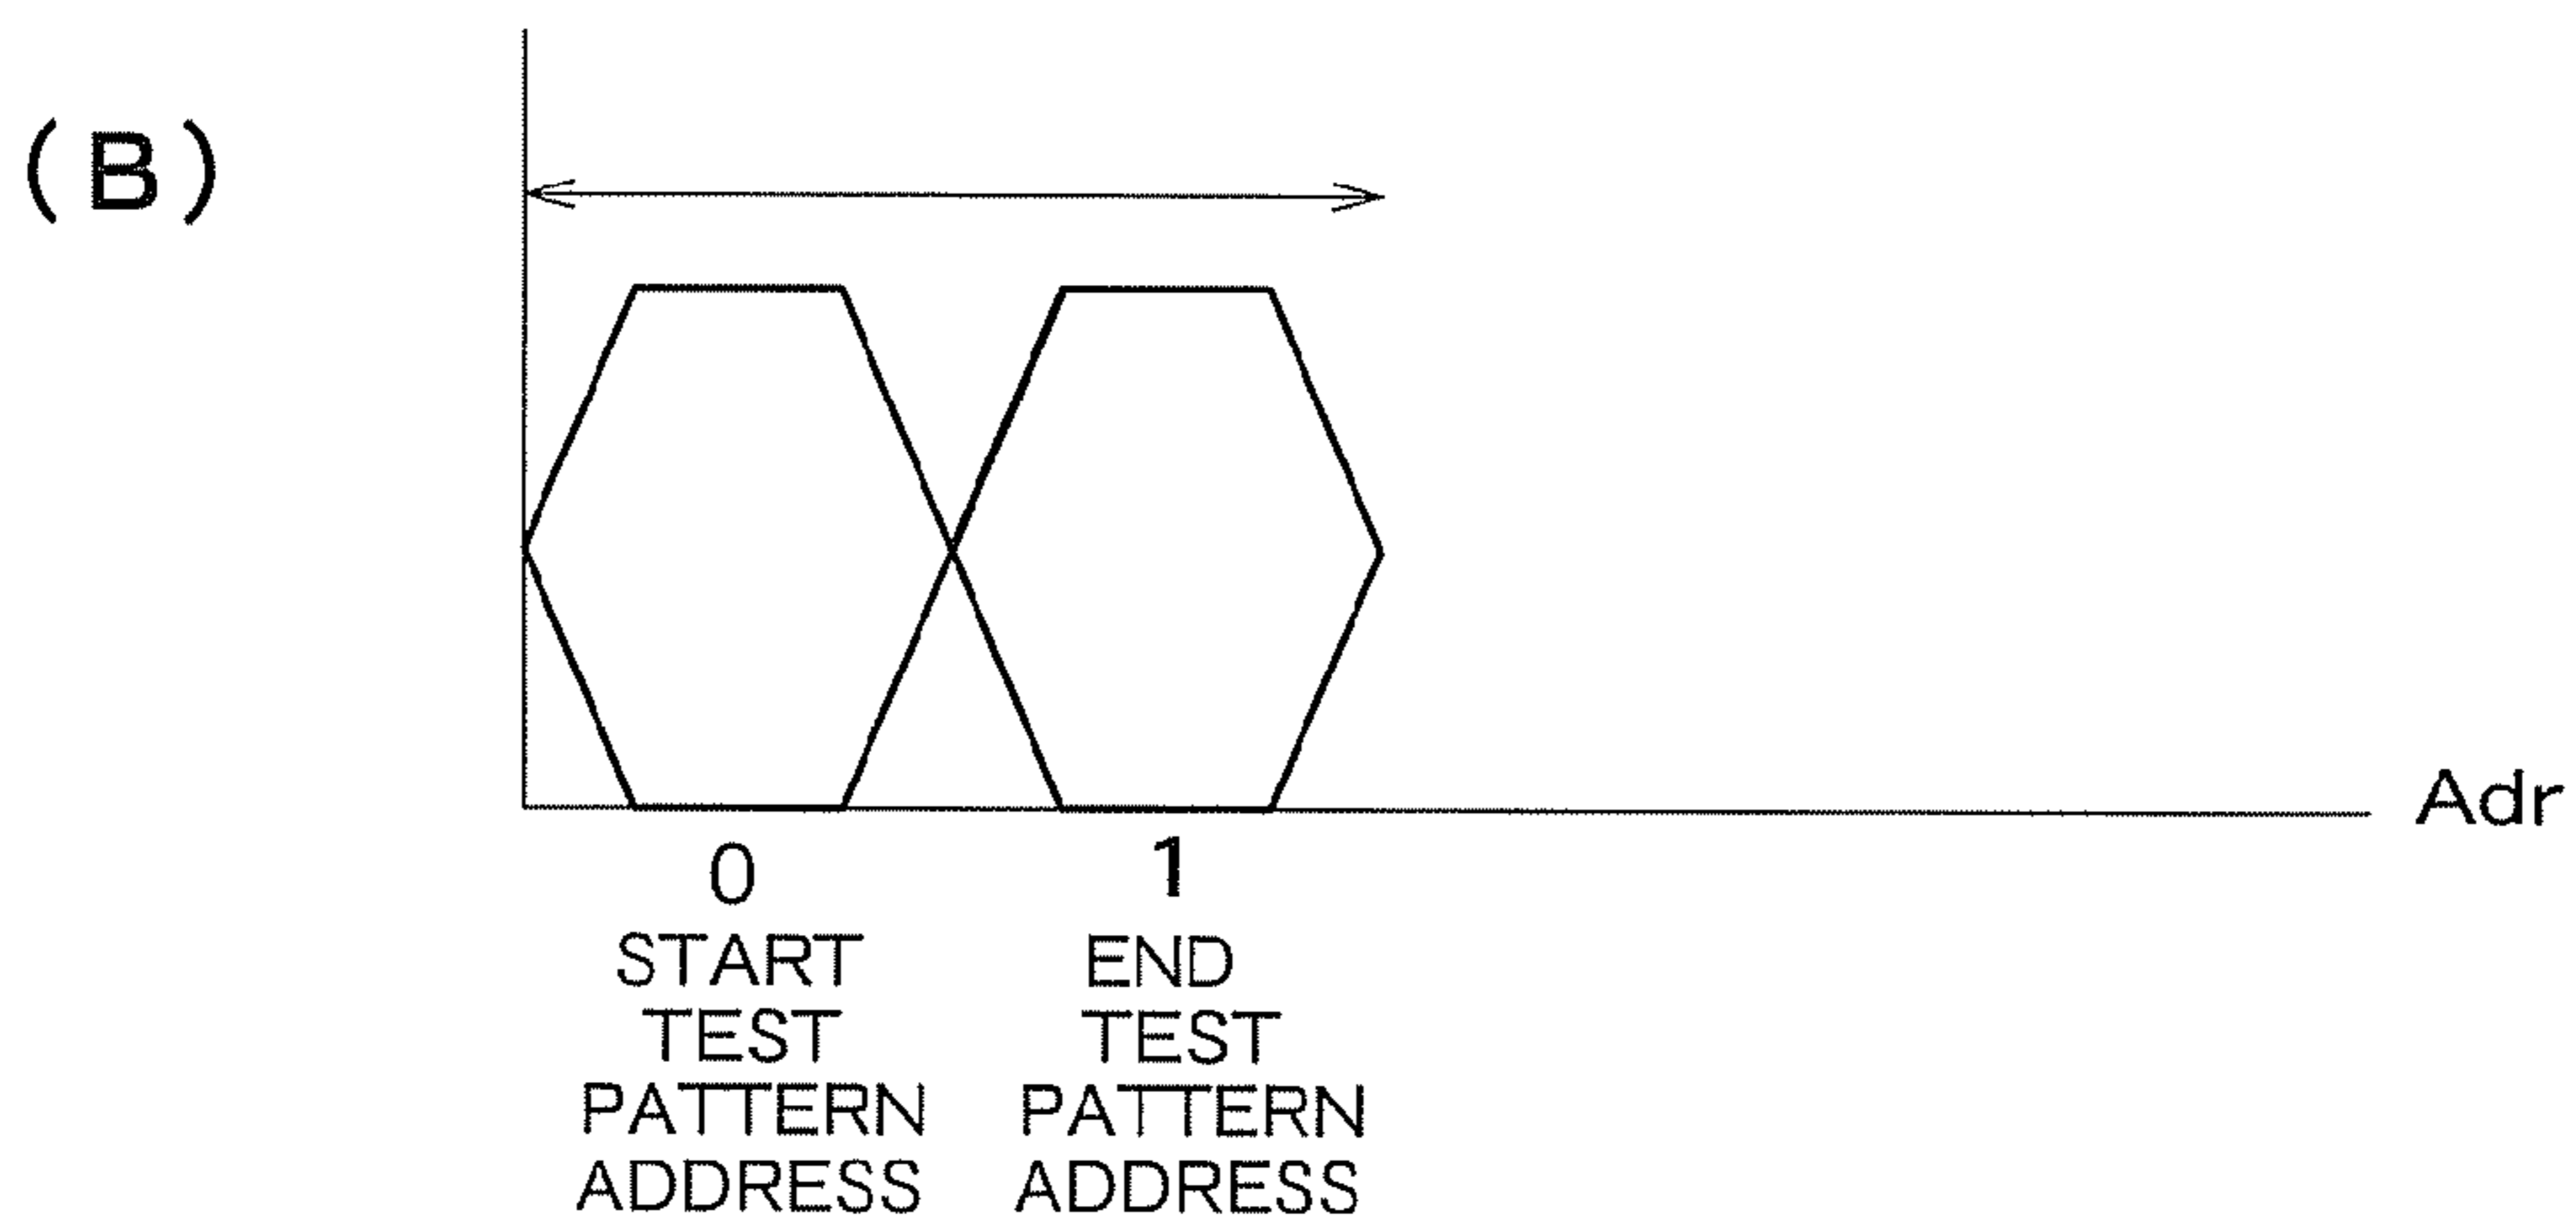 (B)
Adr
0
START
TEST
PATTERN
ADDRESS
1
END
TEST
PATTERN
ADDRESS